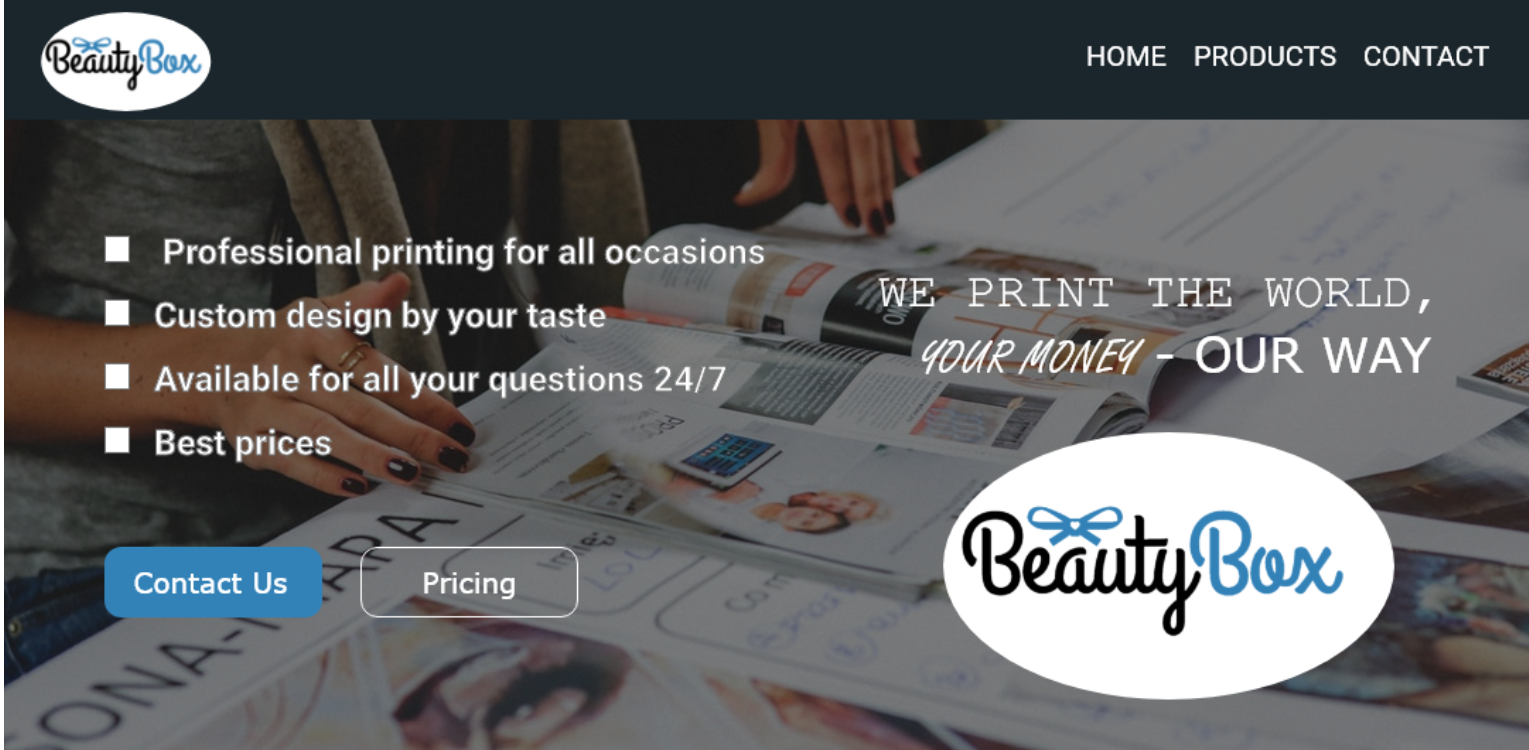 BeautyBox
HOME PRODUCTS CONTACT
Professional printing for all occasions
Custom design by your taste
Available for all your questions 24/7
Best prices
WE PRINT THE WORLD,
YOUR MONEY - OUR WAY
Contact Us
Pricing
BeautyBox